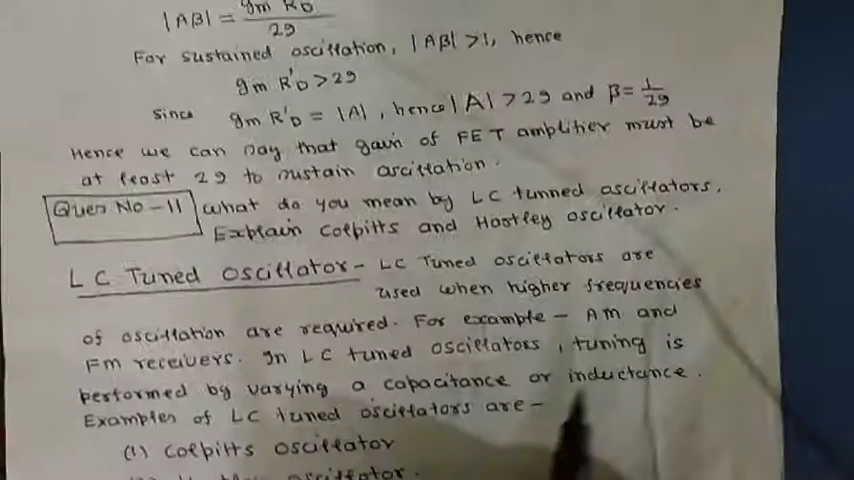 |Aβ| = gm R'D / 29
For sustained oscillation, |Aβ| >1, hence
gm R'D > 29
Since gm R'D = |A|, hence |A| > 29 and β = 1/29
Hence we can say that gain of FET amplifier must be
at least 29 to sustain oscillation.
Ques No - 11 what do you mean by LC tunned oscillators.
Explain colpitts and Hartley oscillator.
LC Tuned oscillator - LC Tuned oscillators are
used when higher frequencies
of oscillation are required. For example - AM and
FM receivers. In LC tuned oscillators, tuning is
performed by varying a capacitance or inductance.
Examples of LC tuned oscillators are -
(1) colpitts oscillator
oscillator.